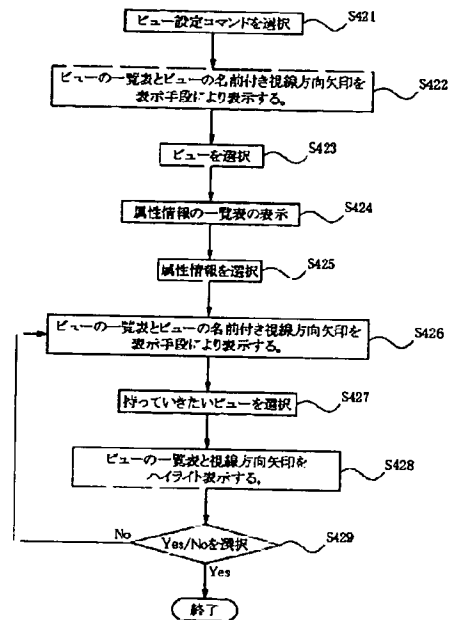 ビュー設定コマンドを選択
S421
ビューの一覧表とビューの名前付き視線方向矢印を
表示手段により表示する。
S422
ビューを選択
S423
属性情報の一覧表の表示
S424
属性情報を選択
S425
ビューの一覧表とビューの名前付き視線方向矢印を
表示手段により表示する。
S426
持っていきたいビューを選択
S427
ビューの一覧表と視線方向矢印を
ハイライト表示する。
S428
No
Yes/Noを選択
S429
Yes
終了